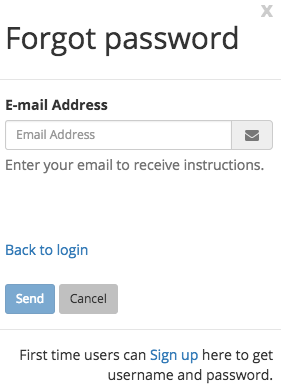 x
Forgot password
E-mail Address
Email Address
Enter your email to receive instructions.
Back to login
Send Cancel
First time users can Sign up here to get
username and password.